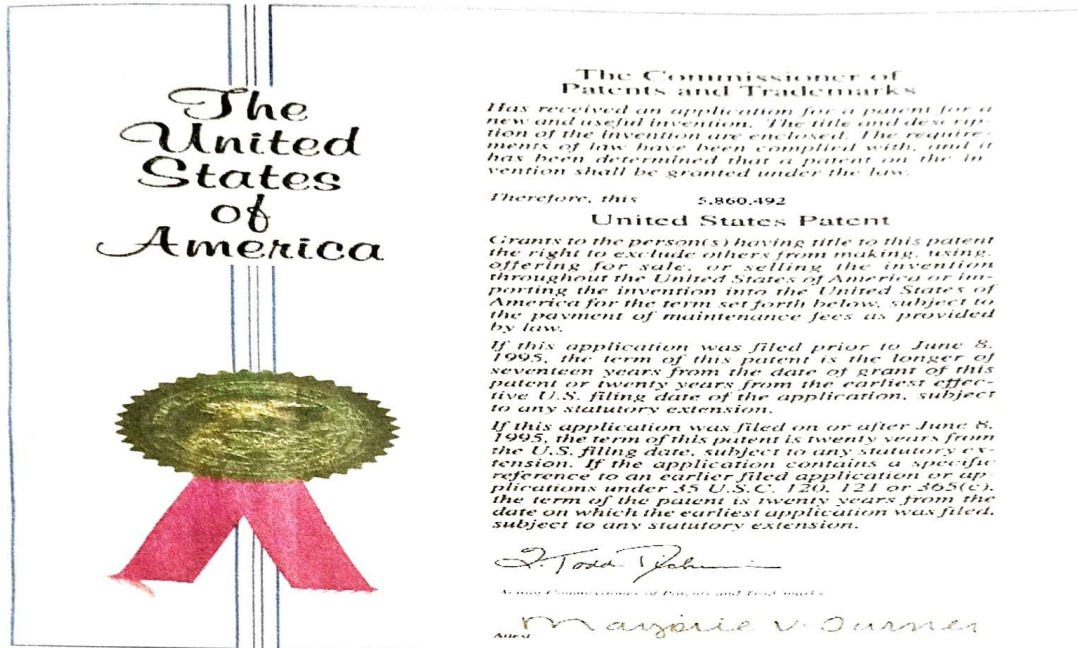 The
United
States
of
America
The Commissioner of
Patents and Trademarks
Has received an application for a patent for a
new and useful invention. The title and descrip-
tion of the invention are enclosed. The require-
ments of law have been complied with, and it
has been determined that a patent on the in-
vention shall be granted under the law.
Therefore, this 5,860,492
United States Patent
Grants to the person(s) having title to this patent
the right to exclude others from making, using,
offering for sale, or selling the invention
throughout the United States of America or im-
porting the invention into the United States of
America for the term set forth below, subject to
the payment of maintenance fees as provided
by law.
If this application was filed prior to June 8,
1995, the term of this patent is the longer of
seventeen years from the date of grant of this
patent or twenty years from the earliest effec-
tive U.S. filing date of the application, subject
to any statutory extension.
If this application was filed on or after June 8,
1995, the term of this patent is twenty years from
the U.S. filing date, subject to any statutory ex-
tension. If the application contains a specific
reference to an earlier filed application or ap-
plications under 35 U.S.C. 120, 121 or 365(c),
the term of the patent is twenty years from the
date on which the earliest application was filed,
subject to any statutory extension.
Q. Todd Dickinson
Acting Commissioner of Patents and Trademarks
Marjorie V. Turner
Attest